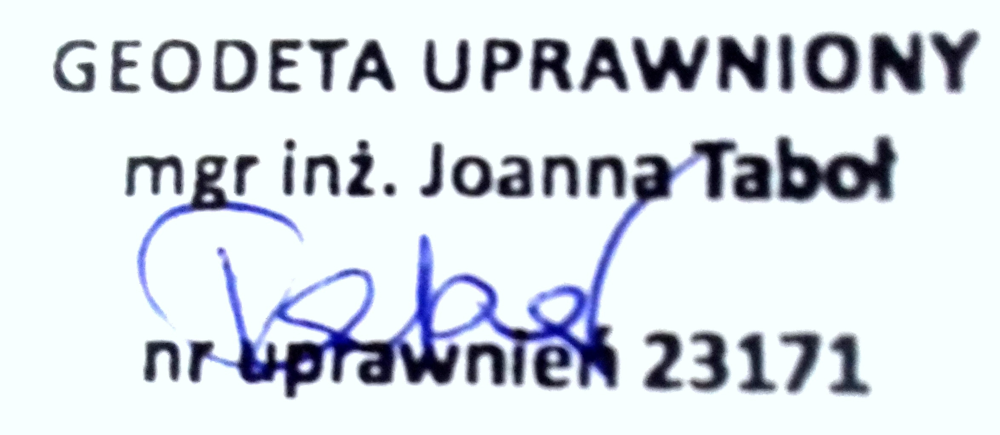 GEODETA UPRAWNIONY
mgr inż. Joanna Taboł
nr uprawnień 23171